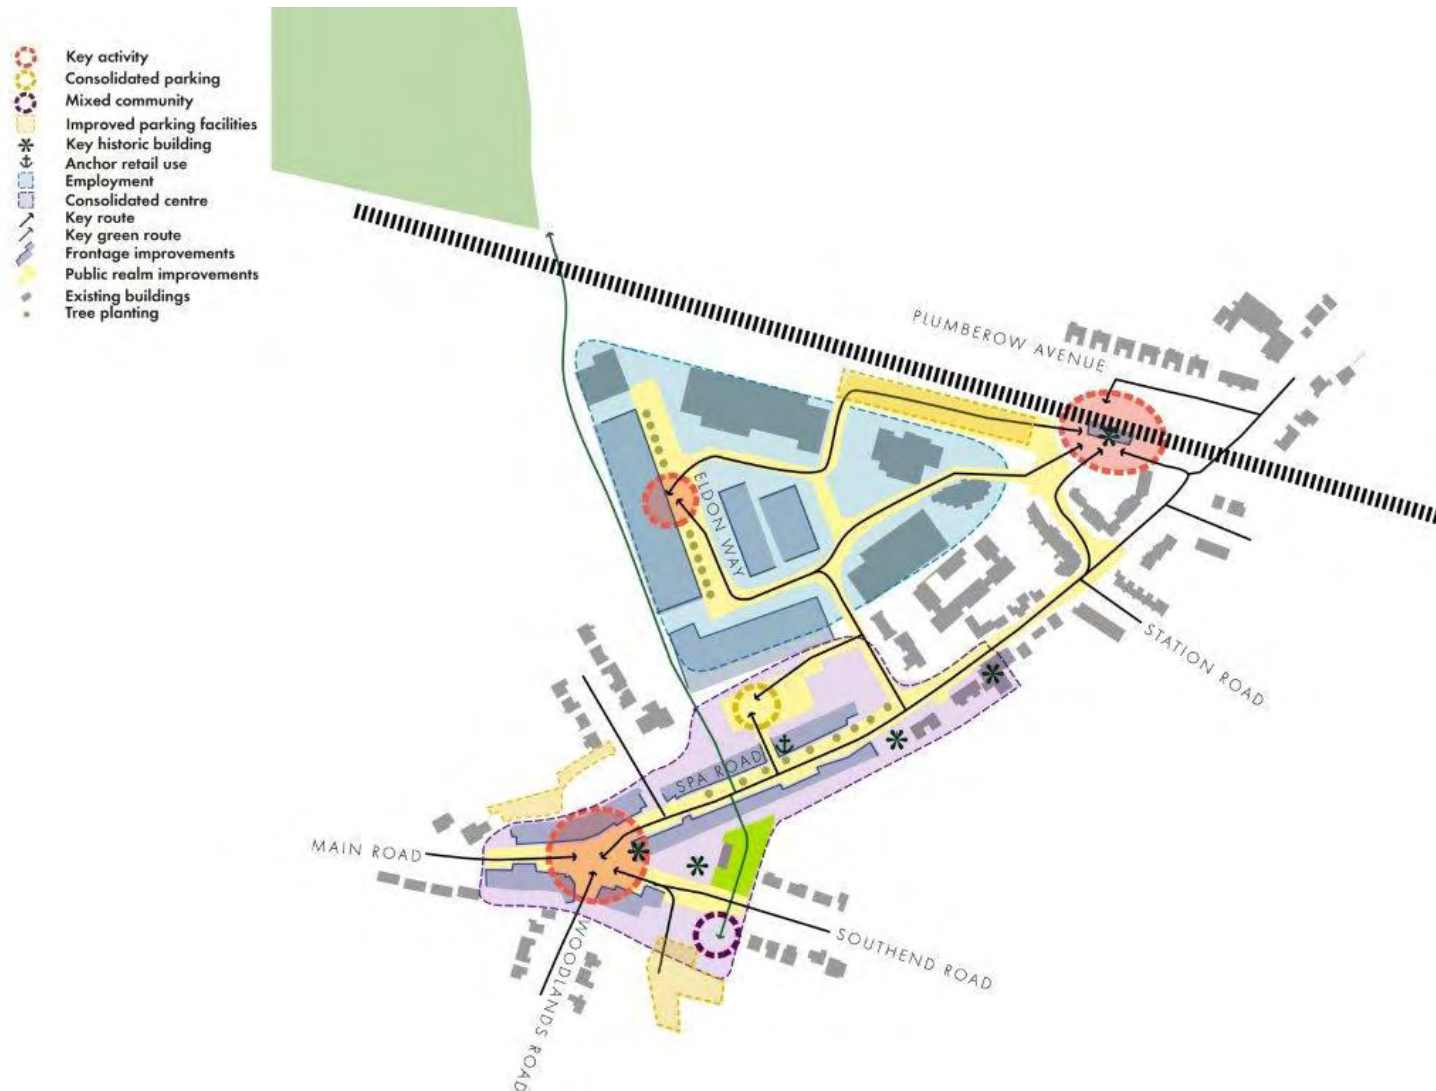 Key activity
Consolidated parking
Mixed community
Improved parking facilities
Key historic building
Anchor retail use
Employment
Consolidated centre
Key route
Key green route
Frontage improvements
Public realm improvements
Existing buildings
Tree planting
PLUMBEROW AVENUE
ELDON WAY
STATION ROAD
SPA ROAD
MAIN ROAD
SOUTHEND ROAD
WOODLANDS ROAD